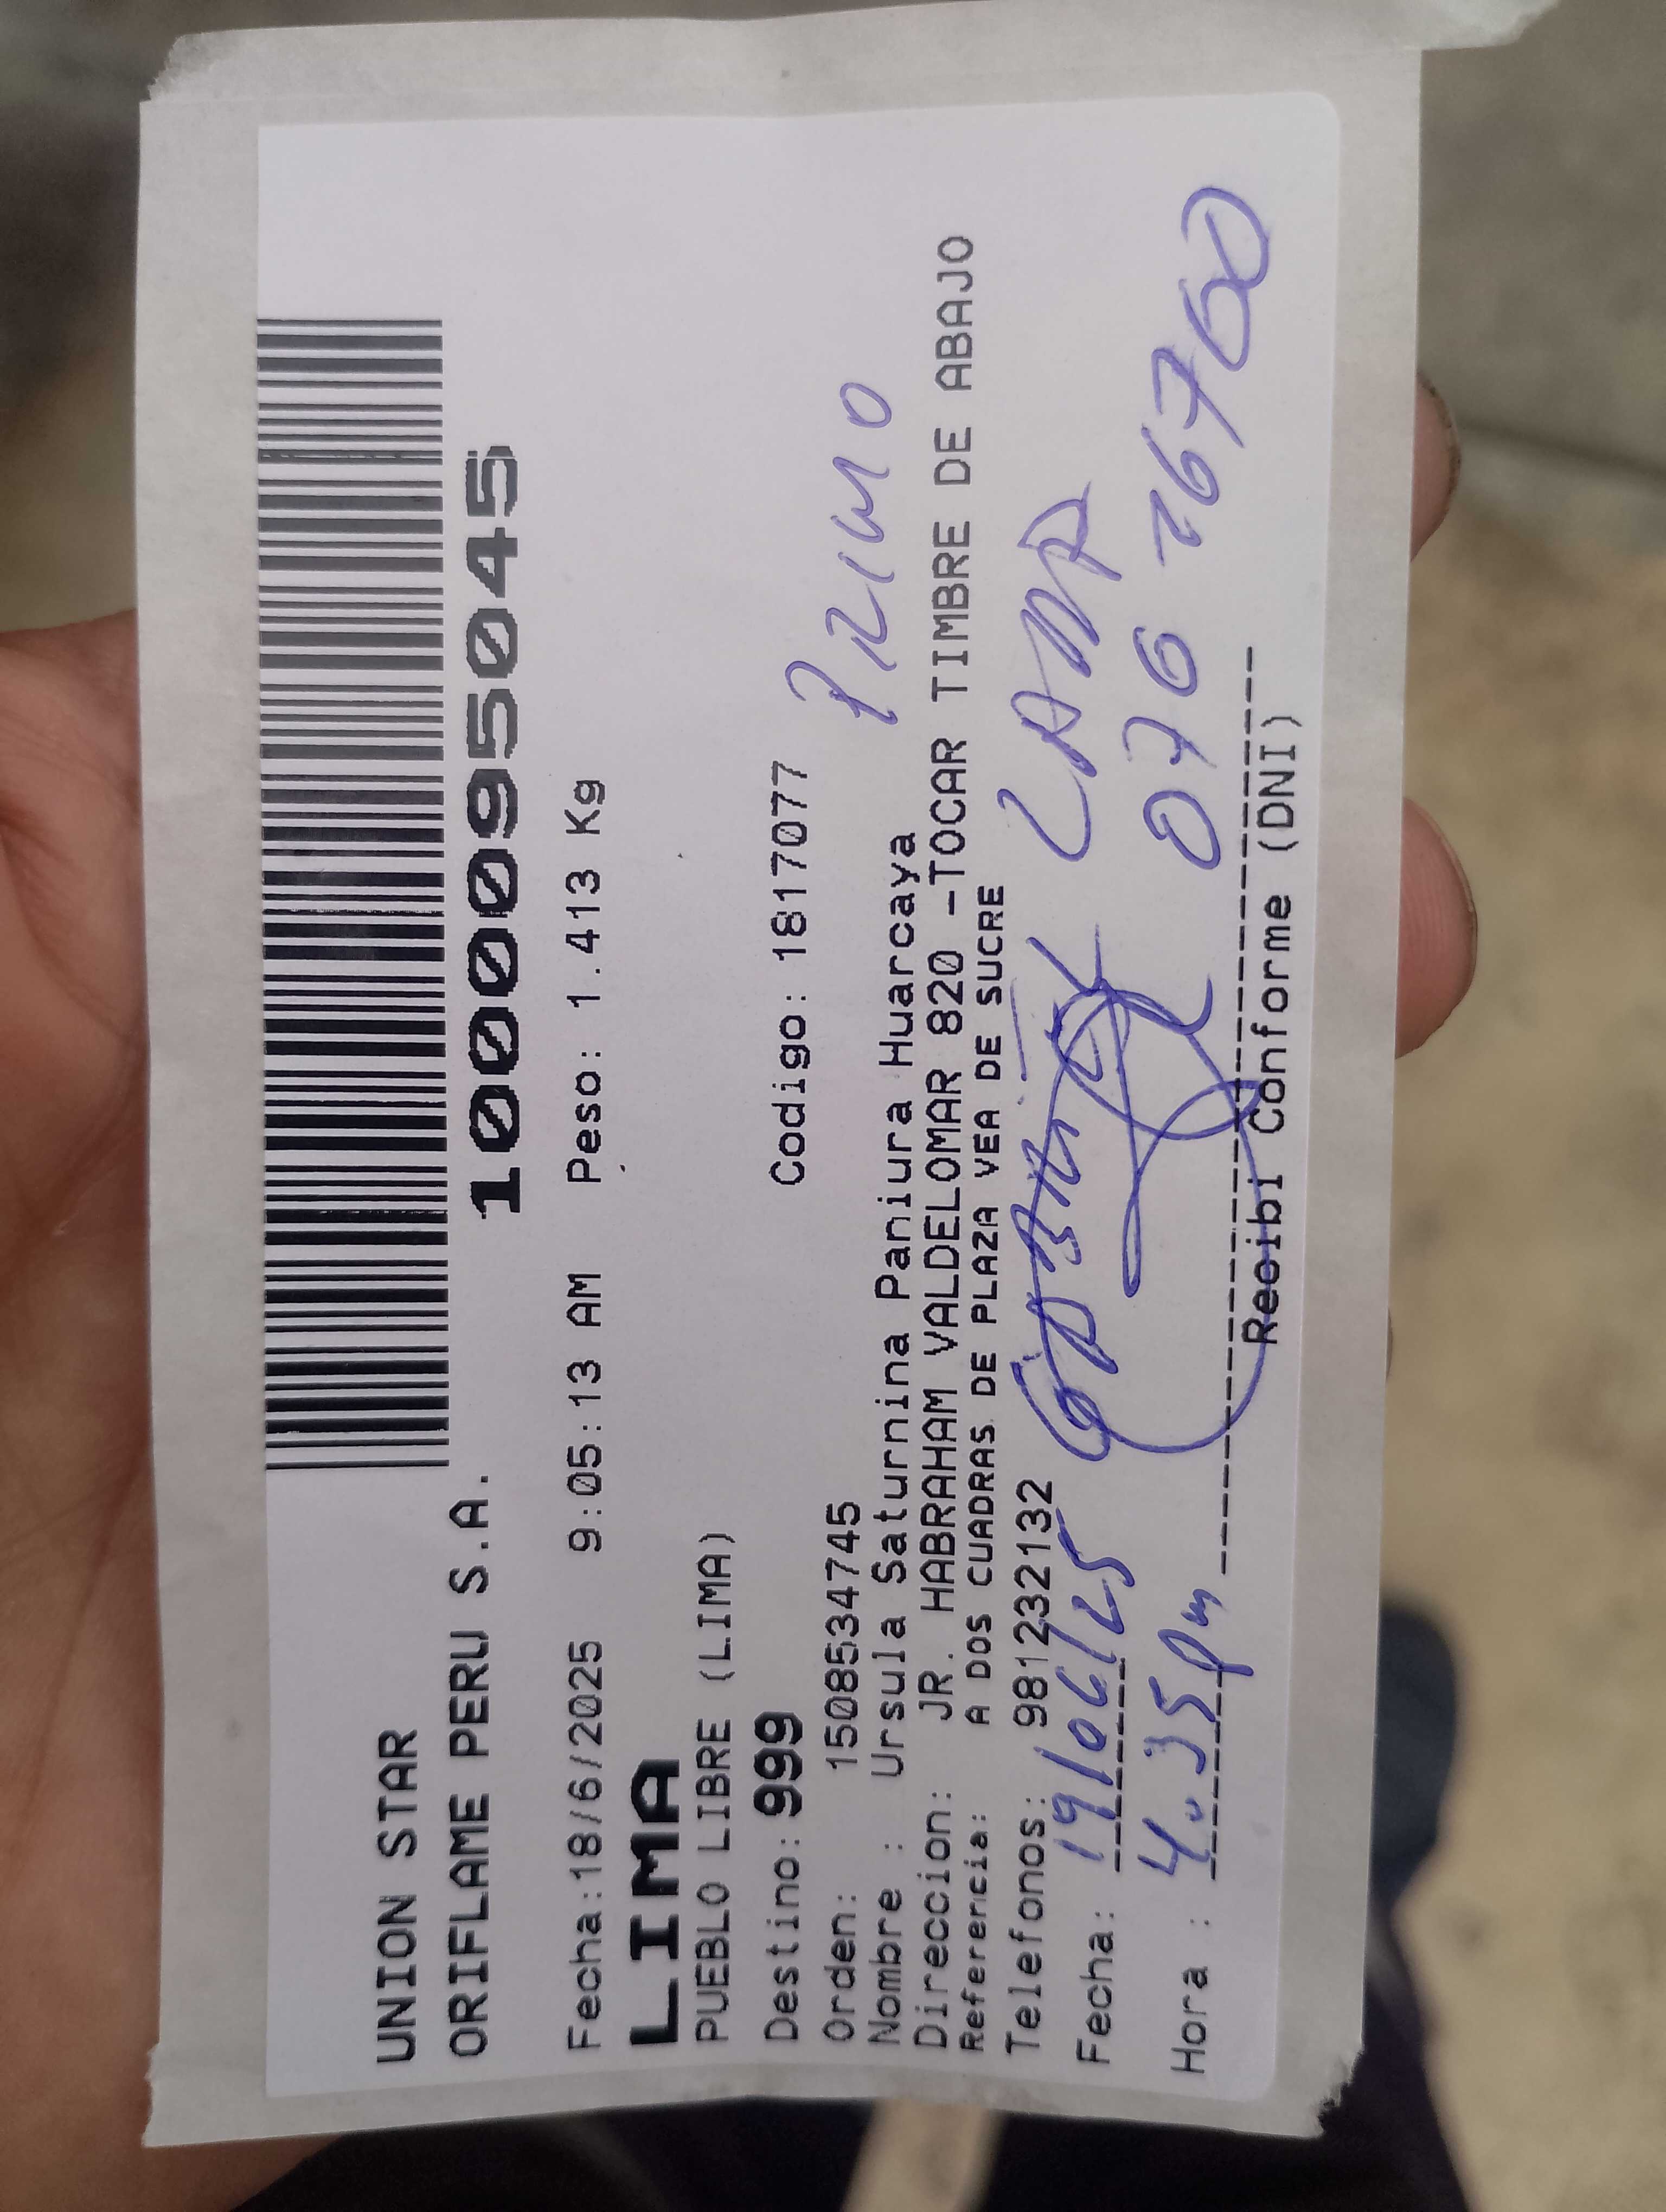 UNION STAR
ORIFLAME PERU S.A.
1000095045
Fecha:18/6/2025 9:05:13 AM Peso: 1.413 Kg
LIMA
PUEBLO LIBRE (LIMA)
Destino: 999 Codigo: 1817077
Orden: 1508534745 PRIMO
Nombre : Ursula Saturnina Paniura Huarcaya
Direccion: JR. HABRAHAM VALDELOMAR 820 -TOCAR TIMBRE DE ABAJO
Referencia: A DOS CUADRAS DE PLAZA VEA DE SUCRE
Telefonos: 981232132
Fecha: 19/06/25
Hora : 4:35pm
Recibi Conforme (DNI)